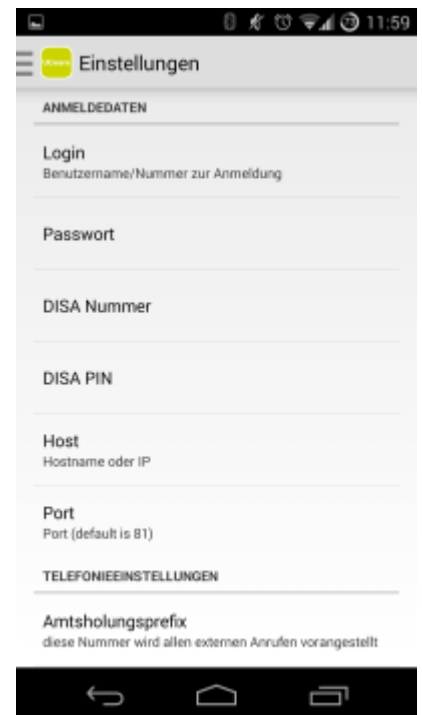 73 11:59
Einstellungen
ANMELDEDATEN
Login
Benutzername/Nummer zur Anmeldung
Passwort
DISA Nummer
DISA PIN
Host
Hostname oder IP
Port
Port (default is 81)
TELEFONIEEINSTELLUNGEN
Amtsholungsprefix
diese Nummer wird allen externen Anrufen vorangestellt